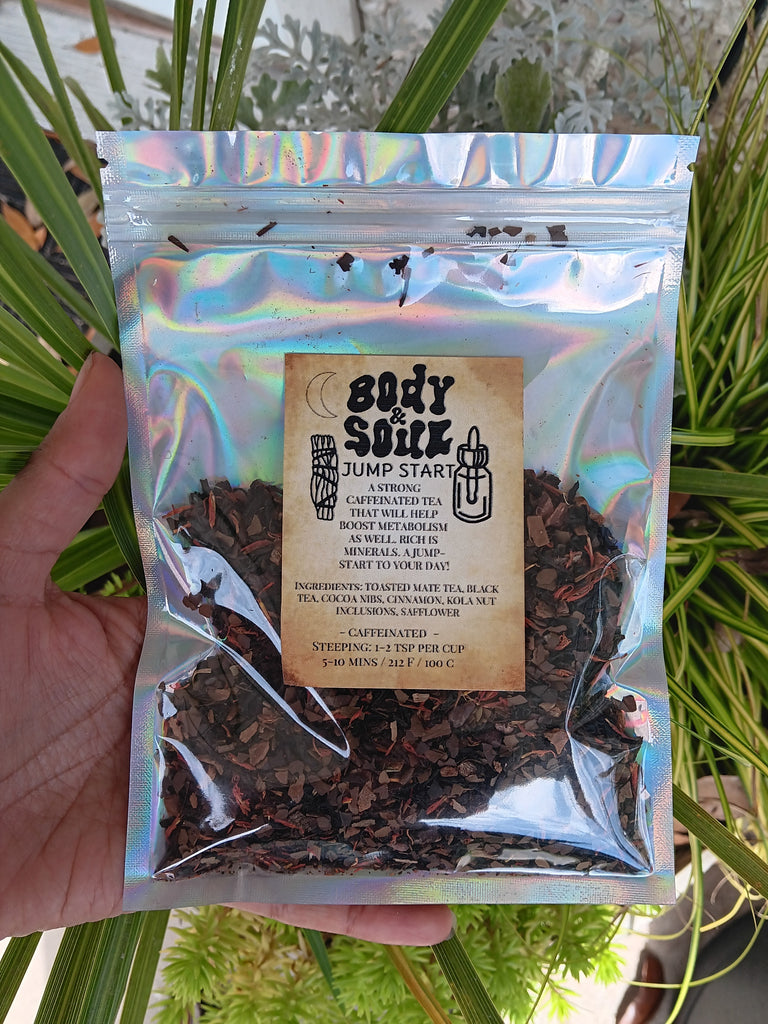 BODY
&
SOUL
JUMP START
A STRONG
CAFFEINATED TEA
THAT WILL HELP
BOOST METABOLISM
AS WELL. RICH IS
MINERALS. A JUMP-
START TO YOUR DAY!
INGREDIENTS: TOASTED MATE TEA, BLACK
TEA, COCOA NIBS, CINNAMON, KOLA NUT
INCLUSIONS, SAFFLOWER
~ CAFFEINATED ~
STEEPING: 1-2 TSP PER CUP
5-10 MINS / 212 F / 100 C